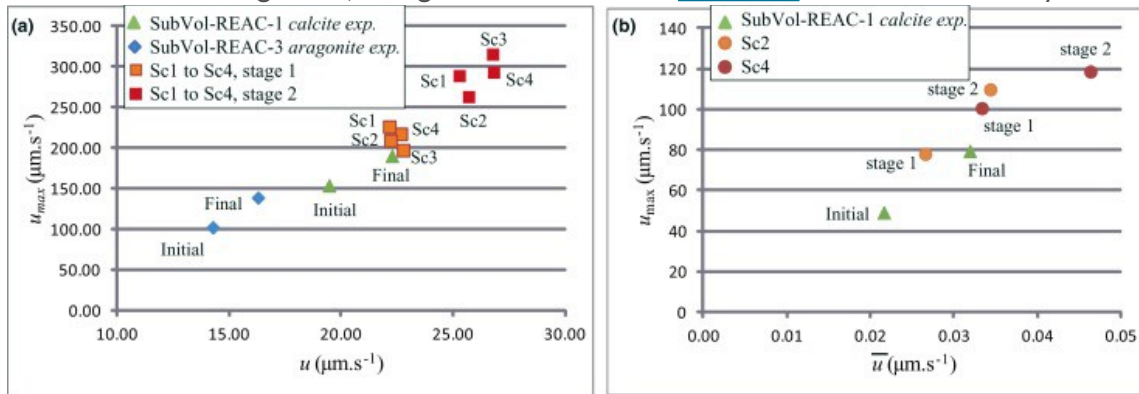 (a)
SubVol-REAC-1 calcite exp.
SubVol-REAC-3 aragonite exp.
Sc1 to Sc4, stage 1
Sc1 to Sc4, stage 2
350.00
300.00
250.00
200.00
150.00
100.00
50.00
0.00
u_max (µm.s⁻¹)
Sc3
Sc1
Sc4
Sc2
Sc1
Sc4
Sc2
Sc3
Final
Final
Initial
Initial
10.00 15.00 20.00 25.00 30.00
u (µm.s⁻¹)
(b)
SubVol-REAC-1 calcite exp.
Sc2
Sc4
160
140
120
100
80
60
40
20
0
u_max (µm.s⁻¹)
stage 2
stage 2
stage 1
stage 1
Final
Initial
0.00 0.01 0.02 0.03 0.04 0.05
u̅ (µm.s⁻¹)